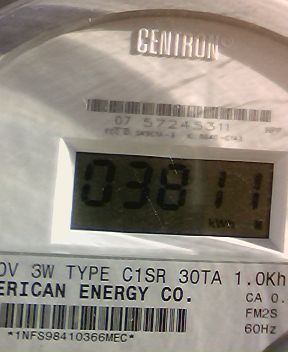 CENTRON
07 57245311
03811
kWh
0V 3W TYPE C1SR 30TA 1.0Kh
ERICAN ENERGY CO.
CA 0.
FM2S
60Hz
*1NFS98410366MEC*